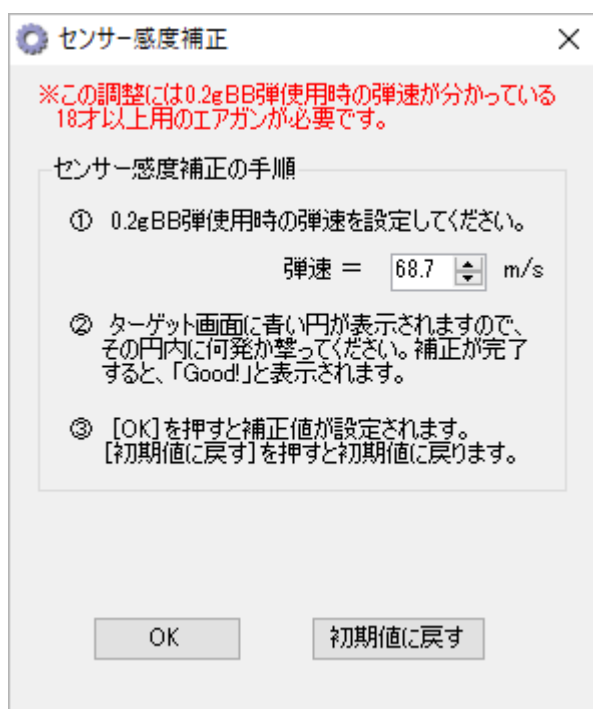 センサー感度補正
※この調整には0.2gBB弾使用時の弾速が分かっている
18才以上用のエアガンが必要です。
センサー感度補正の手順
① 0.2gBB弾使用時の弾速を設定してください。
弾速 = 68.7 m/s
② ターゲット画面に青い円が表示されますので、
その円内に何発か撃ってください。補正が完了
すると、「Good!」と表示されます。
③ [OK]を押すと補正値が設定されます。
[初期値に戻す]を押すと初期値に戻ります。
OK 初期値に戻す